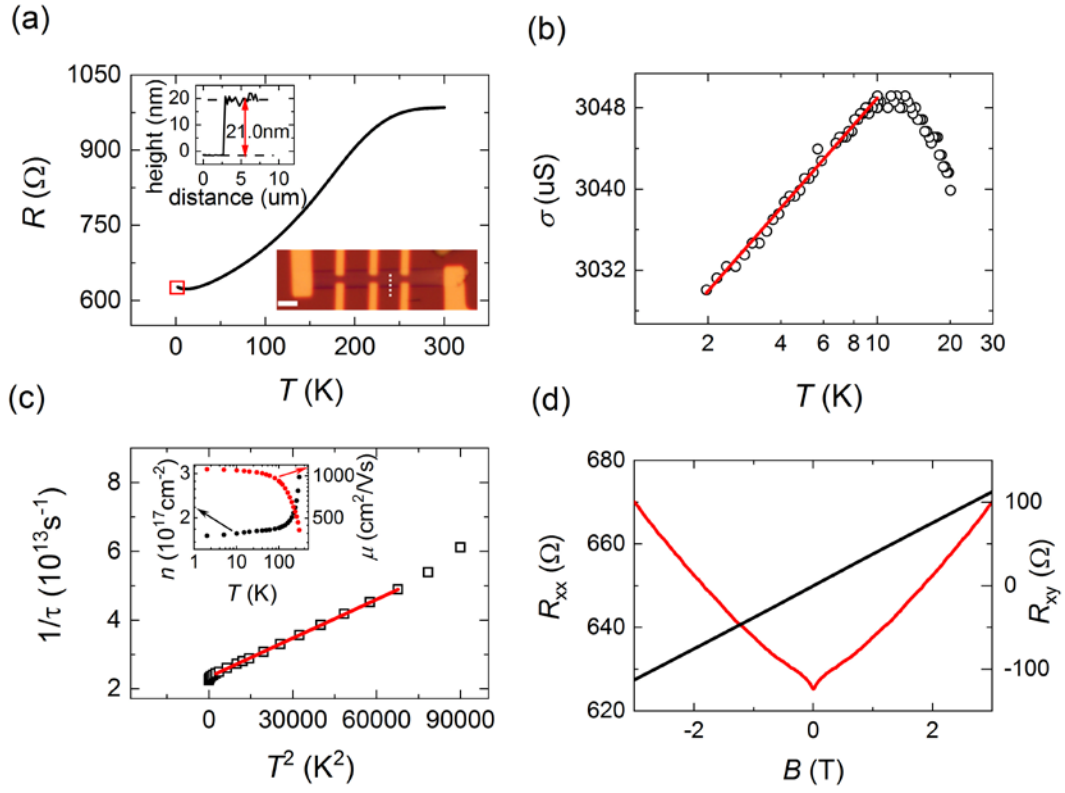 (a)
1050
900
750
600
R (Ω)
0
100
200
300
T (K)
20
10
0
height (nm)
21.0nm
0
5
10
distance (um)
(b)
3048
3040
3032
σ (uS)
2
4
6
8
10
20
30
T (K)
(c)
8
6
4
2
1/τ (10¹³s⁻¹)
0
30000
60000
90000
T² (K²)
3
2
n (10¹⁷cm⁻²)
1000
500
μ (cm²/Vs)
1
10
100
T (K)
(d)
680
660
640
620
Rxx (Ω)
100
0
-100
Rxy (Ω)
-2
0
2
B (T)